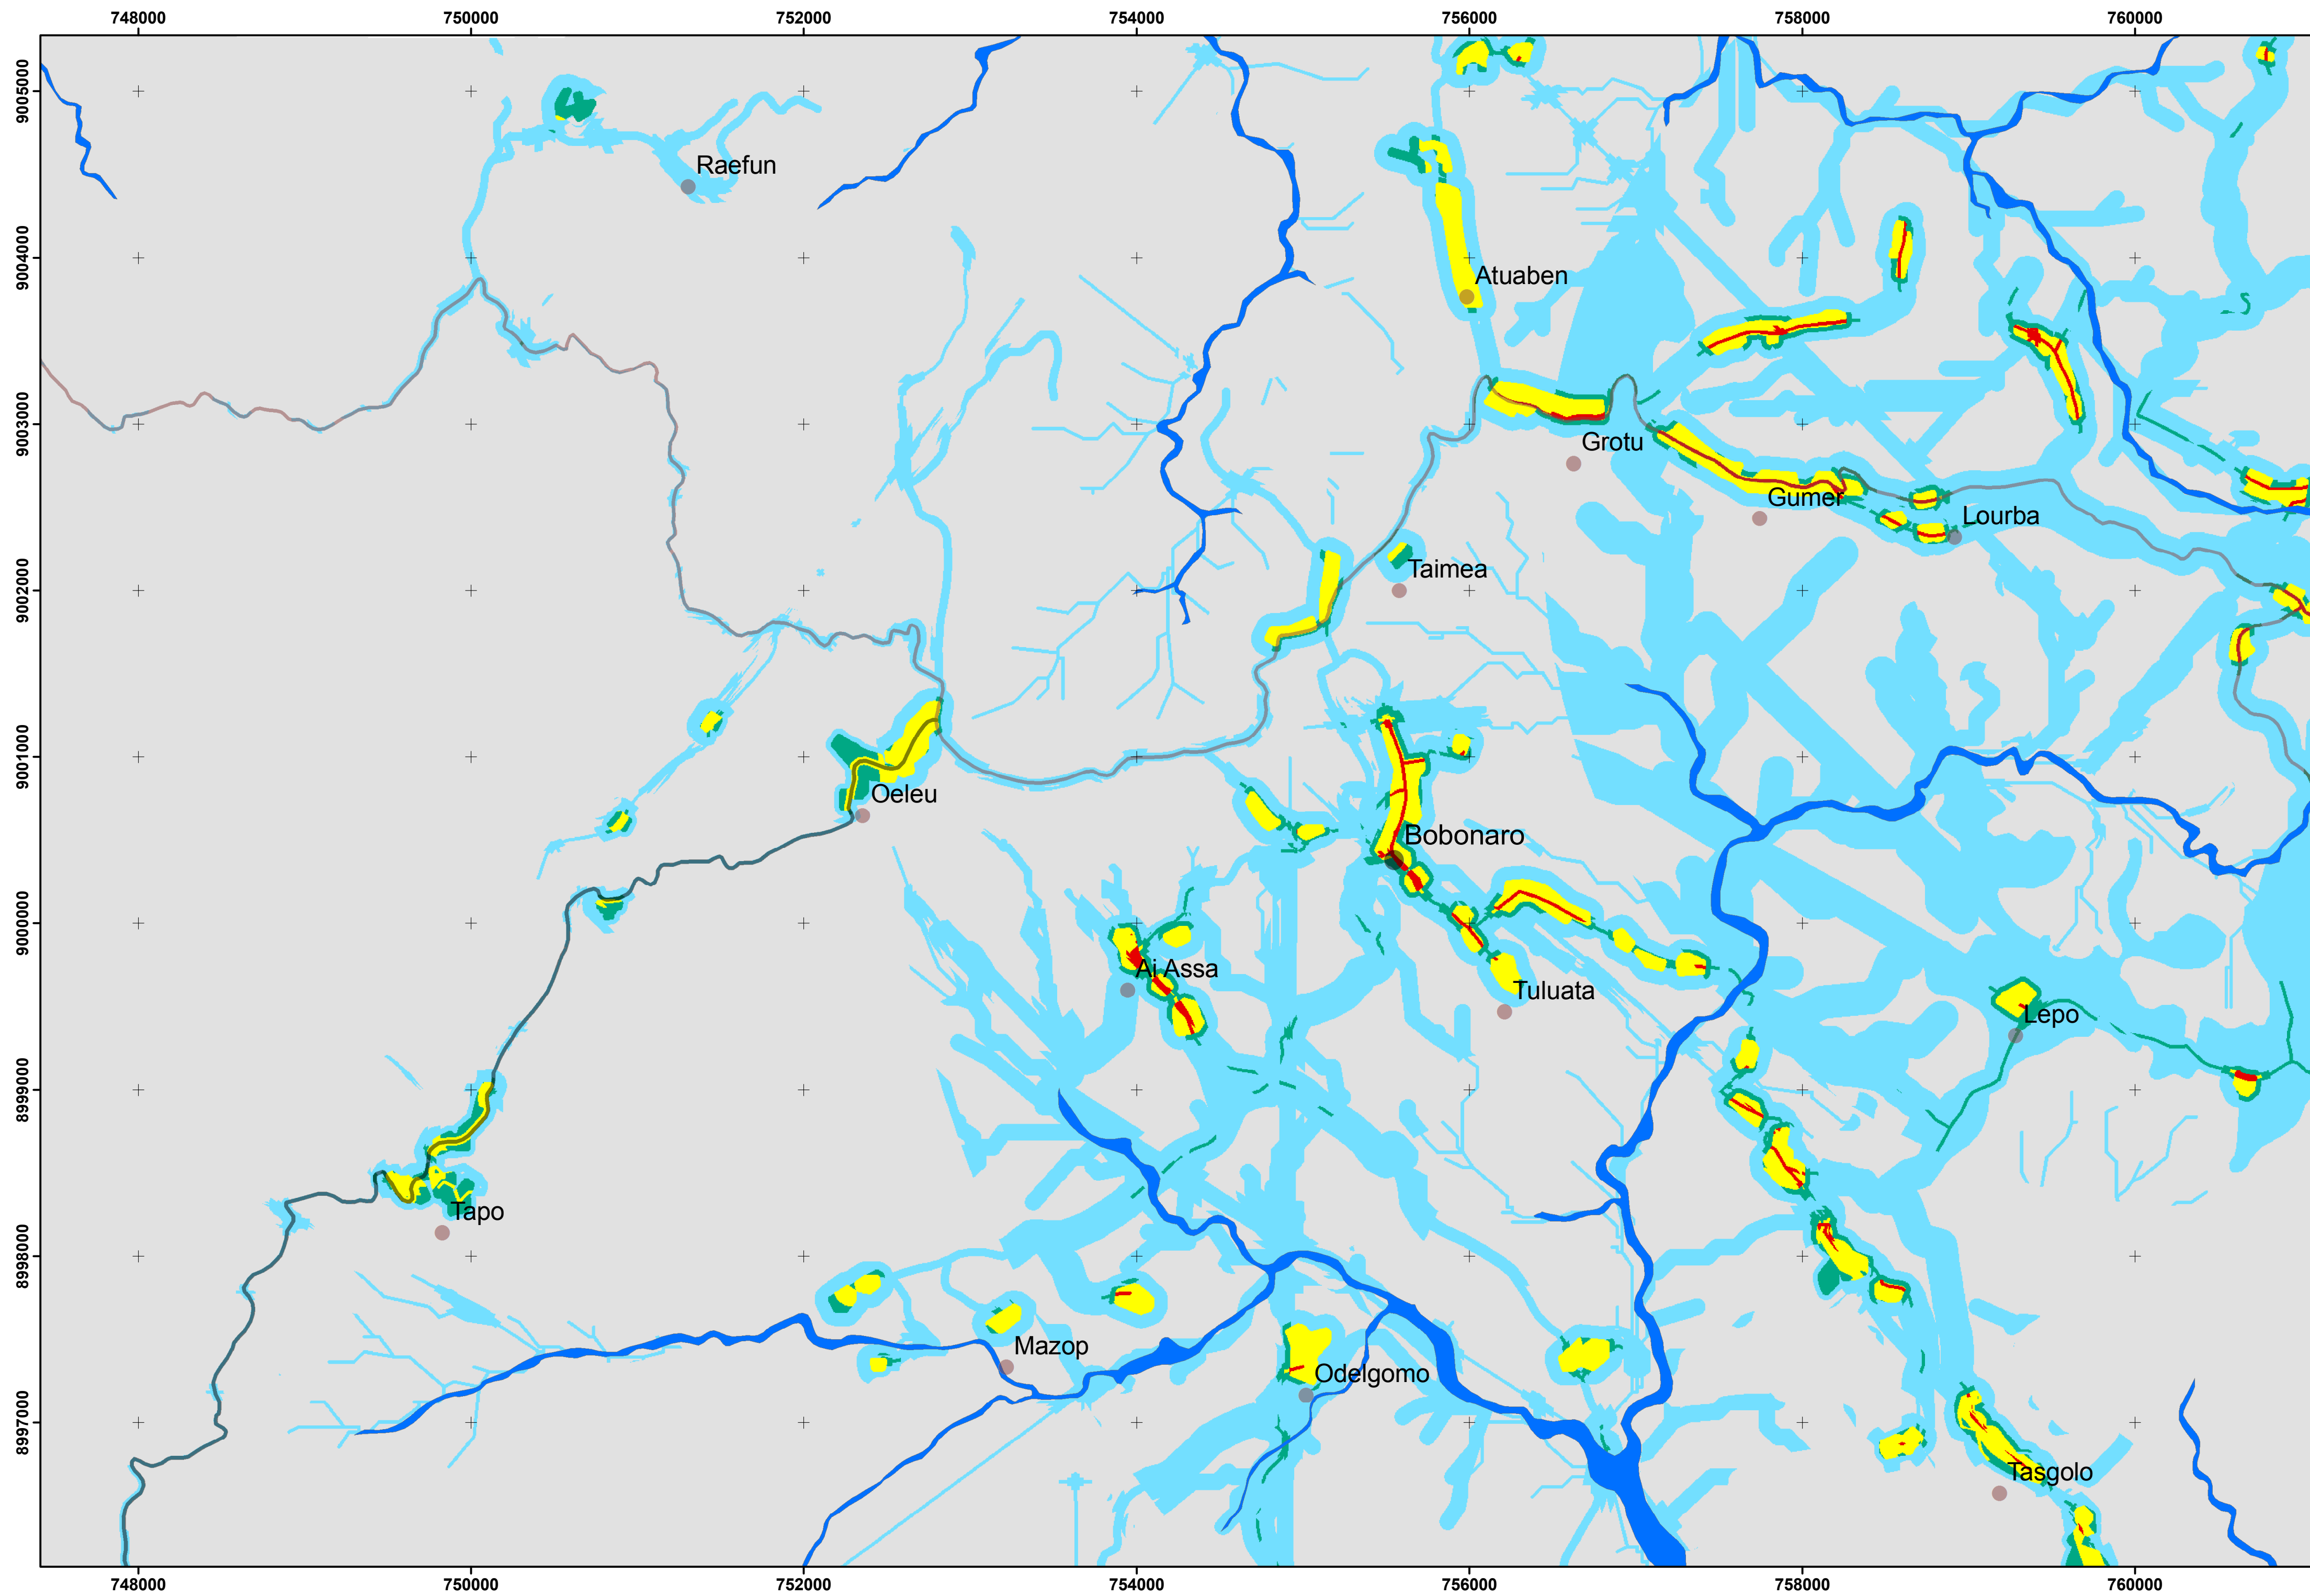 748000 750000 752000 754000 756000 758000 760000
9005000
Raefun
9004000
Atuaben
9003000
Grotu
Gumer
Lourba
Taimea
9002000
9001000
Oeleu
Bobonaro
9000000
Ai Assa
Tuluata
Lepo
8999000
Tapo
8998000
Mazop
Odelgomo
8997000
Tasgolo
748000 750000 752000 754000 756000 758000 760000